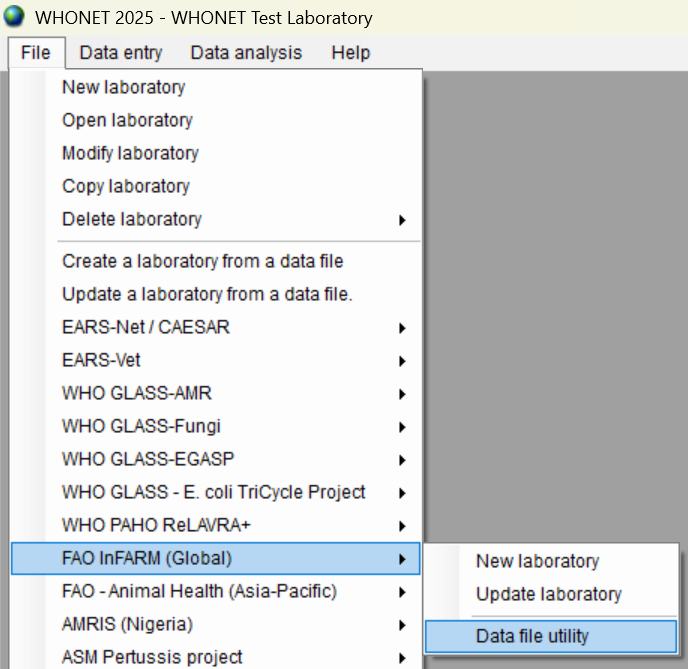 WHONET 2025 - WHONET Test Laboratory
File Data entry Data analysis Help
New laboratory
Open laboratory
Modify laboratory
Copy laboratory
Delete laboratory
Create a laboratory from a data file
Update a laboratory from a data file.
EARS-Net / CAESAR
EARS-Vet
WHO GLASS-AMR
WHO GLASS-Fungi
WHO GLASS-EGASP
WHO GLASS - E. coli TriCycle Project
WHO PAHO ReLAVRA+
FAO InFARM (Global)
FAO - Animal Health (Asia-Pacific)
AMRIS (Nigeria)
ASM Pertussis project
New laboratory
Update laboratory
Data file utility